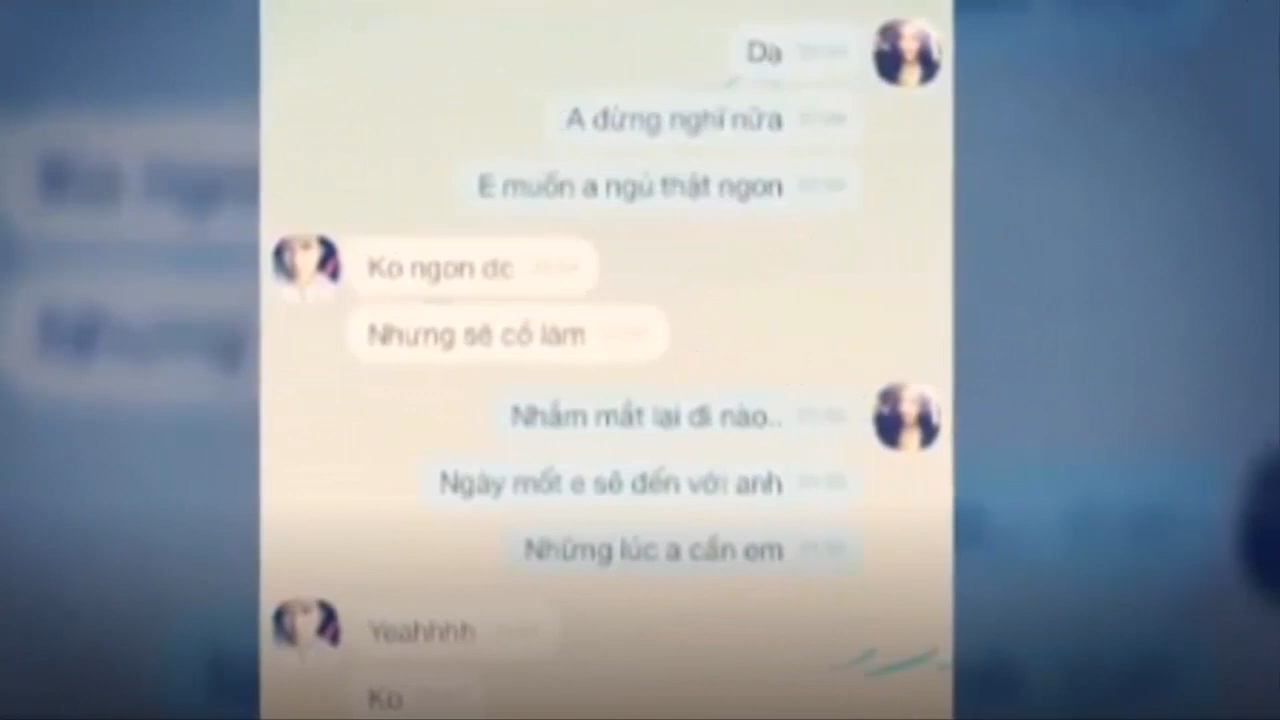 Dạ
A đừng nghĩ nữa
E muốn a ngủ thật ngon
Ko ngon dc
Nhưng sẽ cố làm
Nhắm mắt lại đi nào..
Ngày mốt e sẽ đến với anh
Những lúc a cần em
Yeahhhh
Ko